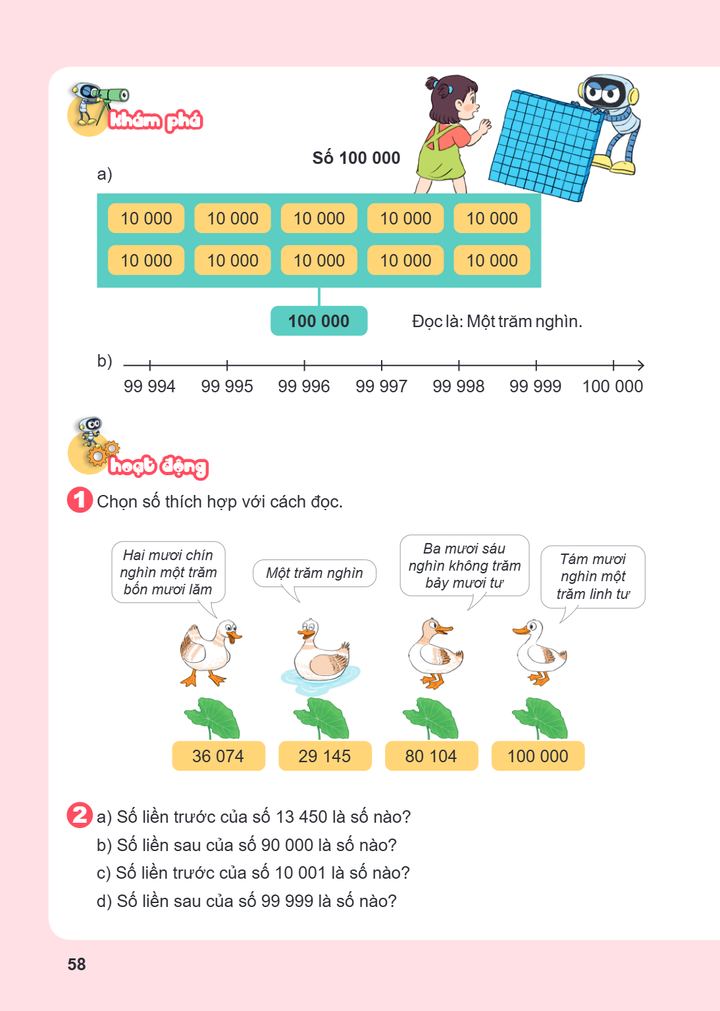 Khám phá
Số 100 000
a)
10 000 10 000 10 000 10 000 10 000
10 000 10 000 10 000 10 000 10 000
100 000 Đọc là: Một trăm nghìn.
b)
99 994 99 995 99 996 99 997 99 998 99 999 100 000
hoạt động
1 Chọn số thích hợp với cách đọc.
Hai mươi chín
nghìn một trăm
bốn mươi lăm
Một trăm nghìn
Ba mươi sáu
nghìn không trăm
bảy mươi tư
Tám mươi
nghìn một
trăm linh tư
36 074 29 145 80 104 100 000
2 a) Số liền trước của số 13 450 là số nào?
b) Số liền sau của số 90 000 là số nào?
c) Số liền trước của số 10 001 là số nào?
d) Số liền sau của số 99 999 là số nào?
58